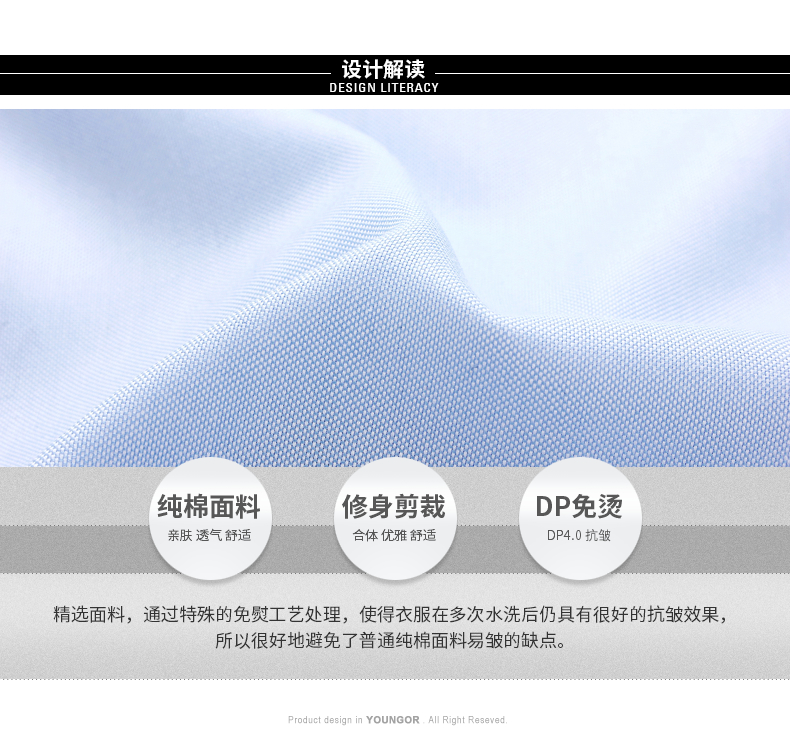 设计解读
DESIGN LITERACY
纯棉面料
亲肤 透气 舒适
修身剪裁
合体 优雅 舒适
DP免烫
DP4.0 抗皱
精选面料，通过特殊的免熨工艺处理，使得衣服在多次水洗后仍具有很好的抗皱效果，
所以很好地避免了普通纯棉面料易皱的缺点。
Product design in YOUNGOR . All Right Reseved.